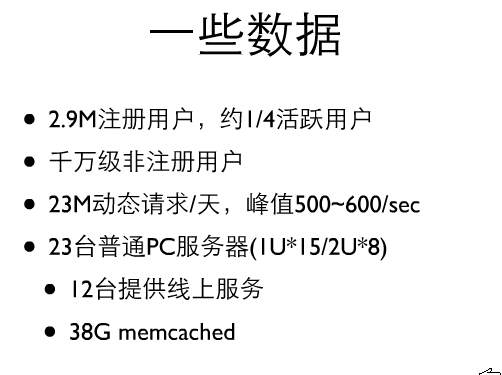 一些数据
• 2.9M注册用户，约1/4活跃用户
• 千万级非注册用户
• 23M动态请求/天，峰值500~600/sec
• 23台普通PC服务器(1U*15/2U*8)
• 12台提供线上服务
• 38G memcached